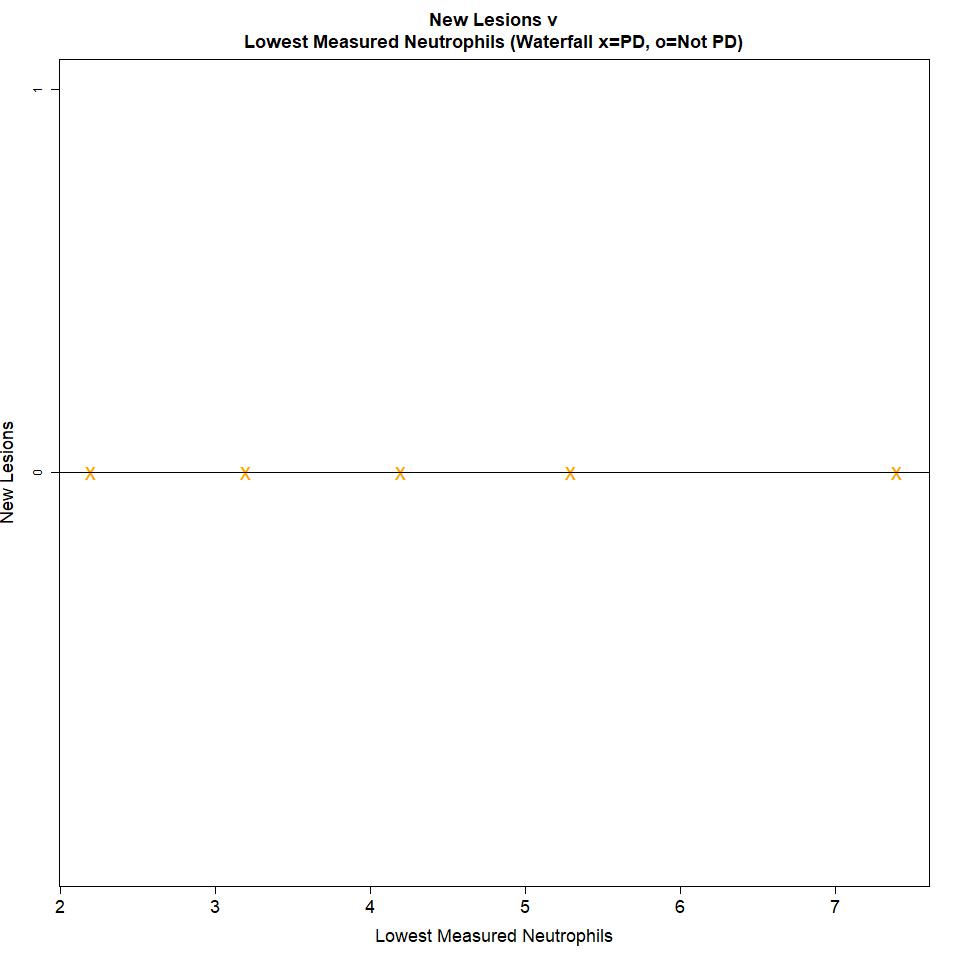 New Lesions v
Lowest Measured Neutrophils (Waterfall x=PD, o=Not PD)
1
New Lesions
0
x x x x x
2 3 4 5 6 7
Lowest Measured Neutrophils